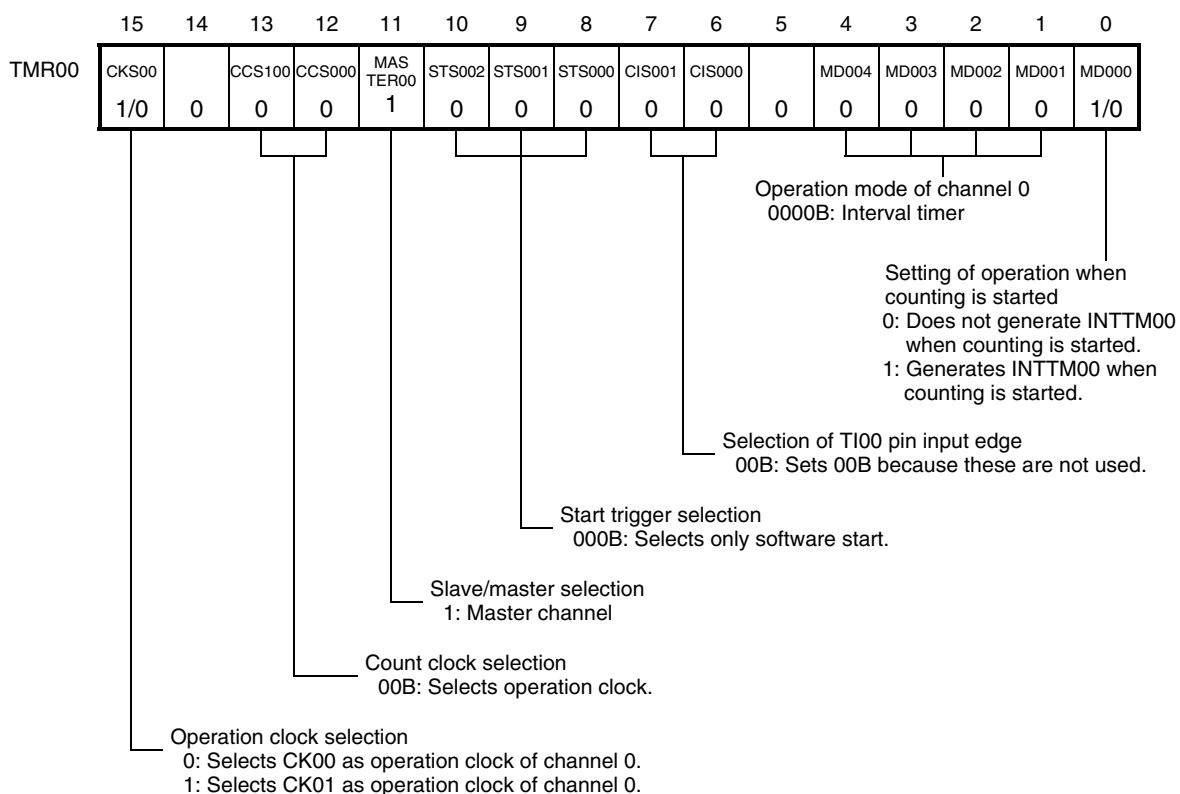 15 14 13 12 11 10 9 8 7 6 5 4 3 2 1 0
TMR00 CKS00 CCS100 CCS000 MAS TER00 STS002 STS001 STS000 CIS001 CIS000 MD004 MD003 MD002 MD001 MD000
1/0 0 0 0 1 0 0 0 0 0 0 0 0 0 0 1/0
Operation mode of channel 0
0000B: Interval timer
Setting of operation when
counting is started
0: Does not generate INTTM00
when counting is started.
1: Generates INTTM00 when
counting is started.
Selection of TI00 pin input edge
00B: Sets 00B because these are not used.
Start trigger selection
000B: Selects only software start.
Slave/master selection
1: Master channel
Count clock selection
00B: Selects operation clock.
Operation clock selection
0: Selects CK00 as operation clock of channel 0.
1: Selects CK01 as operation clock of channel 0.